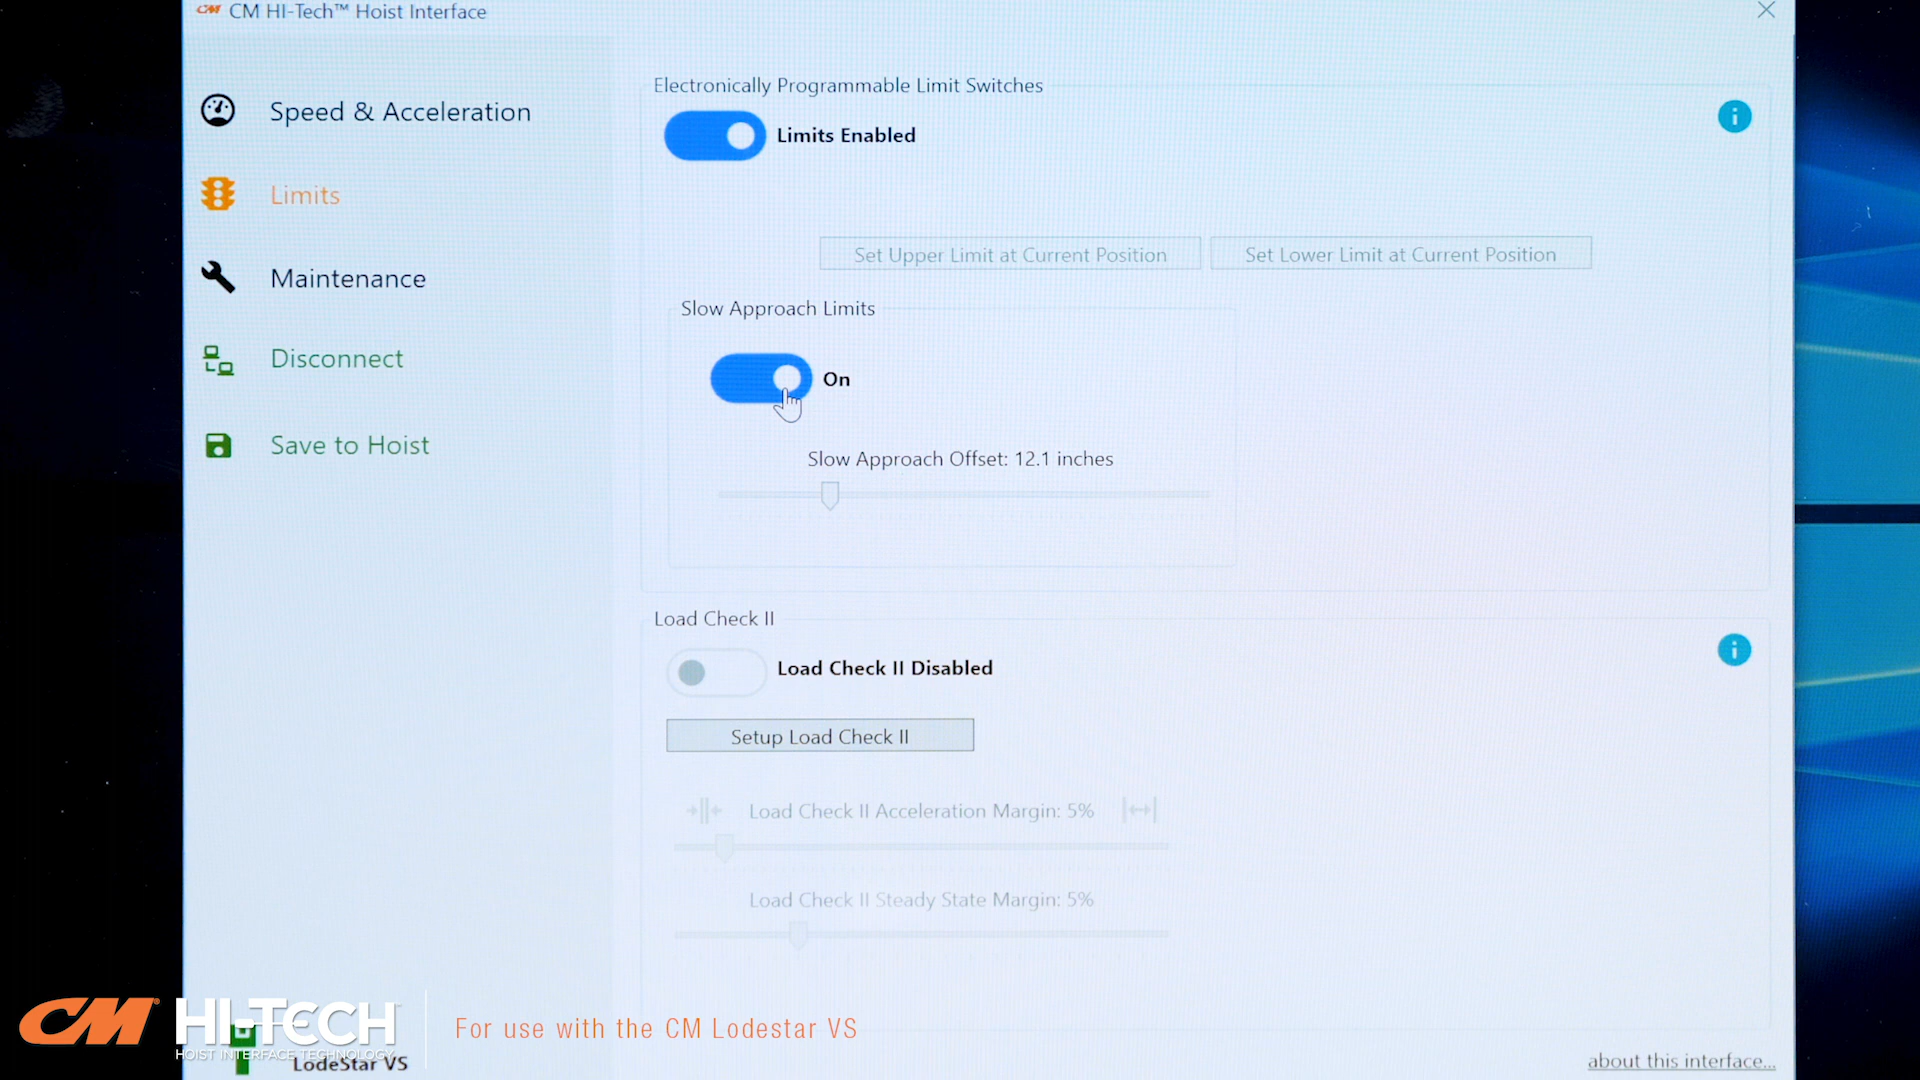 CM CM HI-Tech™ Hoist Interface
Speed & Acceleration
Limits
Maintenance
Disconnect
Save to Hoist
Electronically Programmable Limit Switches
Limits Enabled
Set Upper Limit at Current Position
Set Lower Limit at Current Position
Slow Approach Limits
On
Slow Approach Offset: 12.1 inches
Load Check II
Load Check II Disabled
Setup Load Check II
Load Check II Acceleration Margin: 5%
Load Check II Steady State Margin: 5%
CM® HI-TECH
HOIST INTERFACE TECHNOLOGY
For use with the CM Lodestar VS
LodeStar VS
about this interface...